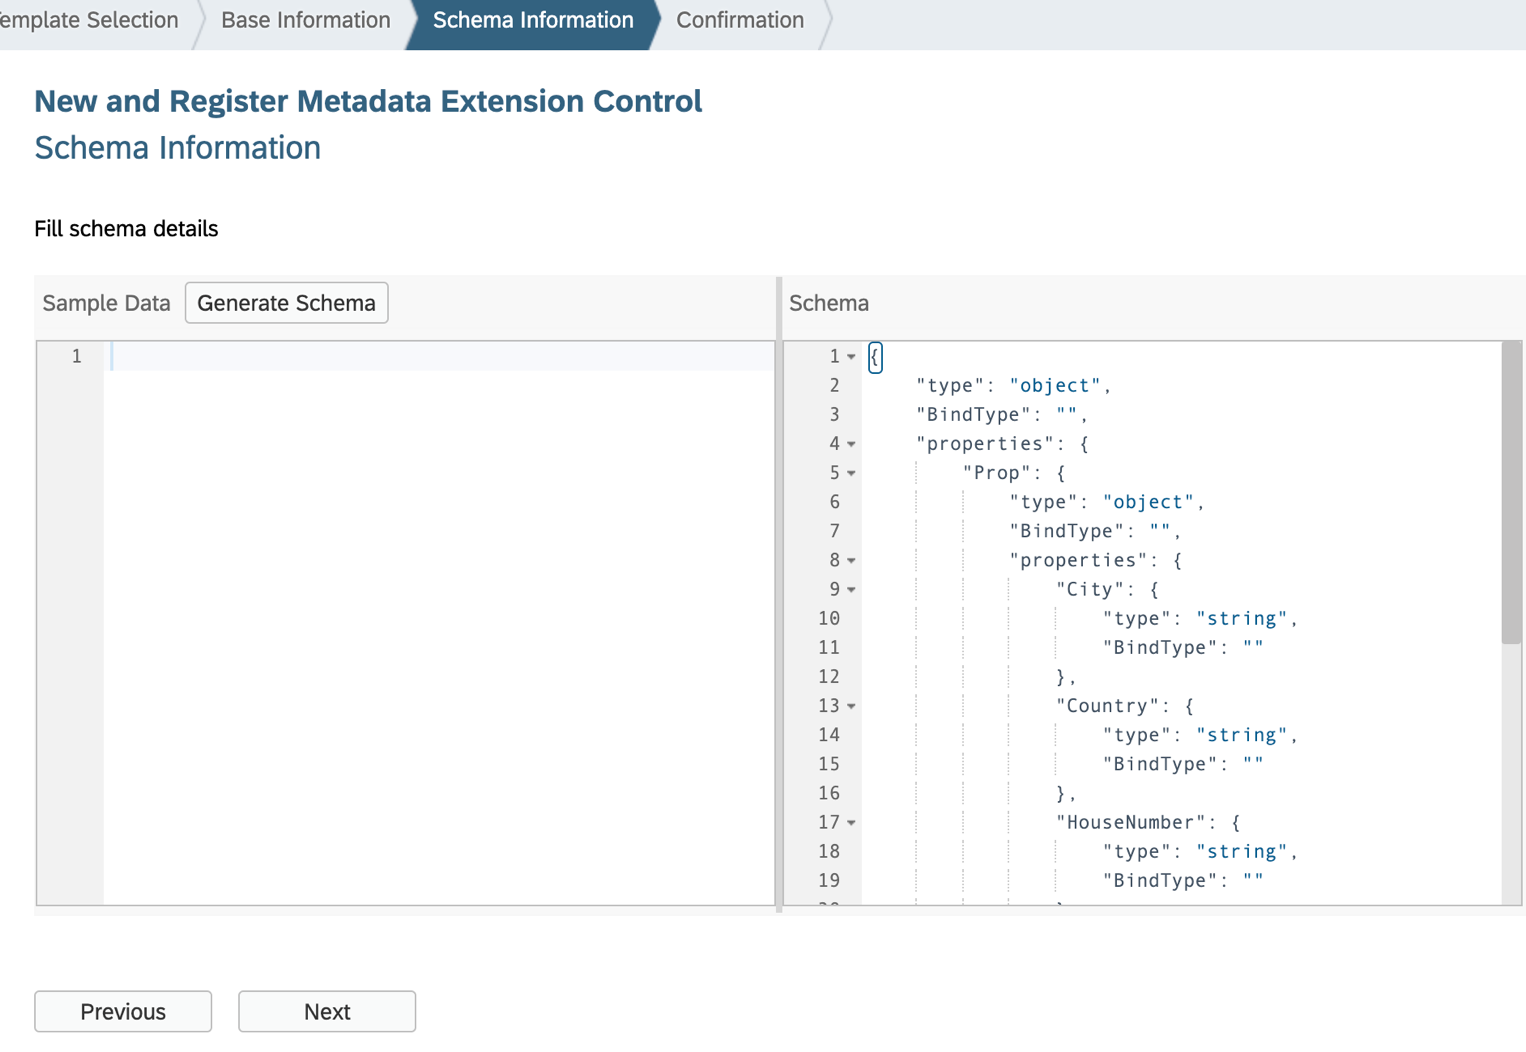 emplate Selection Base Information Schema Information Confirmation
New and Register Metadata Extension Control
Schema Information
Fill schema details
Sample Data Generate Schema
1
Schema
1 {
2 "type": "object",
3 "BindType": "",
4 "properties": {
5 "Prop": {
6 "type": "object",
7 "BindType": "",
8 "properties": {
9 "City": {
10 "type": "string",
11 "BindType": ""
12 },
13 "Country": {
14 "type": "string",
15 "BindType": ""
16 },
17 "HouseNumber": {
18 "type": "string",
19 "BindType": ""
Previous Next